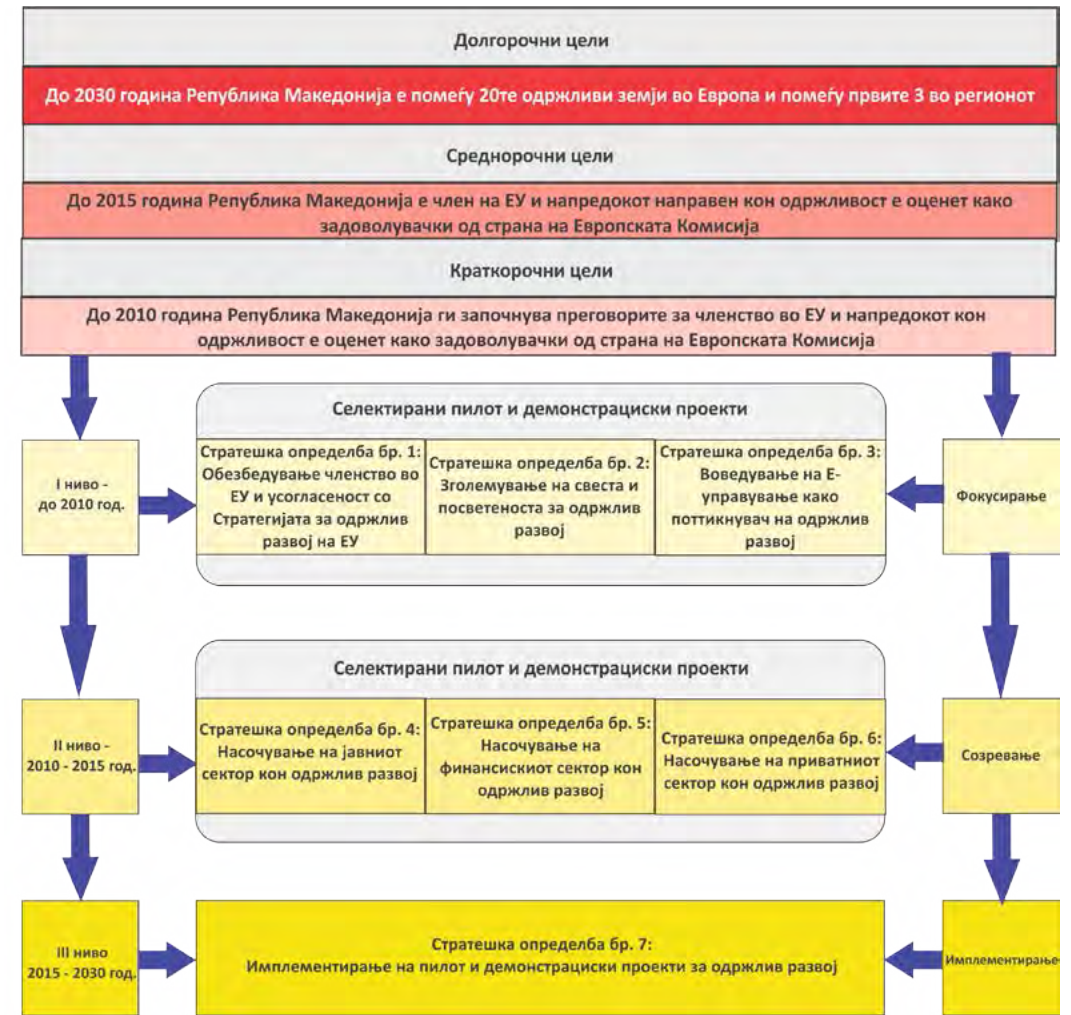 Долгорочни цели
До 2030 година Република Македонија е помеѓу 20те одржливи земји во Европа и помеѓу првите 3 во регионот
Среднорочни цели
До 2015 година Република Македонија е член на ЕУ и напредокот направен кон одржливост е оценет како
задоволувачки од страна на Европската Комисија
Краткорочни цели
До 2010 година Република Македонија ги започнува преговорите за членство во ЕУ и напредокот кон
одржливост е оценет како задоволувачки од страна на Европската Комисија
I ниво -
до 2010 год.
Селектирани пилот и демонстрациски проекти
Стратешка определба бр. 1:
Обезбедување членство во
ЕУ и усогласеност со
Стратегијата за одржлив
развој на ЕУ
Стратешка определба бр. 2:
Зголемување на свеста и
посветеноста за одржлив
развој
Стратешка определба бр. 3:
Воведување на Е-
управување како
поттикнувач на одржлив
развој
Фокусирање
II ниво -
2010 - 2015 год.
Селектирани пилот и демонстрациски проекти
Стратешка определба бр. 4:
Насочување на јавниот
сектор кон одржлив развој
Стратешка определба бр. 5:
Насочување на
финансискиот сектор кон
одржлив развој
Стратешка определба бр. 6:
Насочување на приватниот
сектор кон одржлив развој
Созревање
III ниво
2015 - 2030 год.
Стратешка определба бр. 7:
Имплементирање на пилот и демонстрациски проекти за одржлив развој
Имплементирање